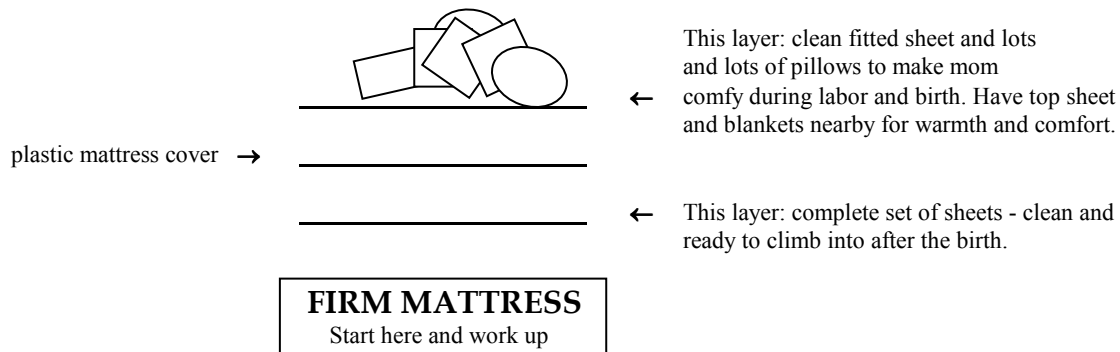 This layer: clean fitted sheet and lots
and lots of pillows to make mom
← comfy during labor and birth. Have top sheet
and blankets nearby for warmth and comfort.
plastic mattress cover →
← This layer: complete set of sheets - clean and
ready to climb into after the birth.
FIRM MATTRESS
Start here and work up